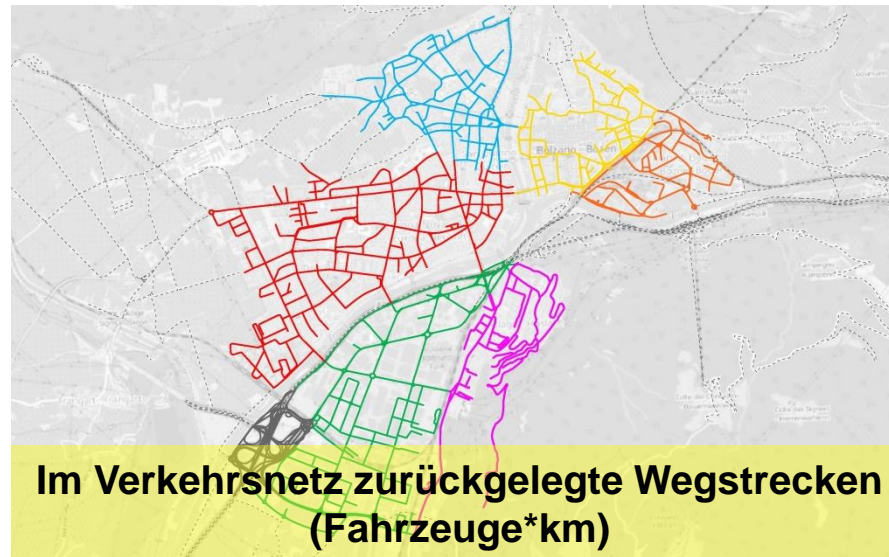 Bolzano - Bozen
Im Verkehrsnetz zurückgelegte Wegstrecken
(Fahrzeuge*km)